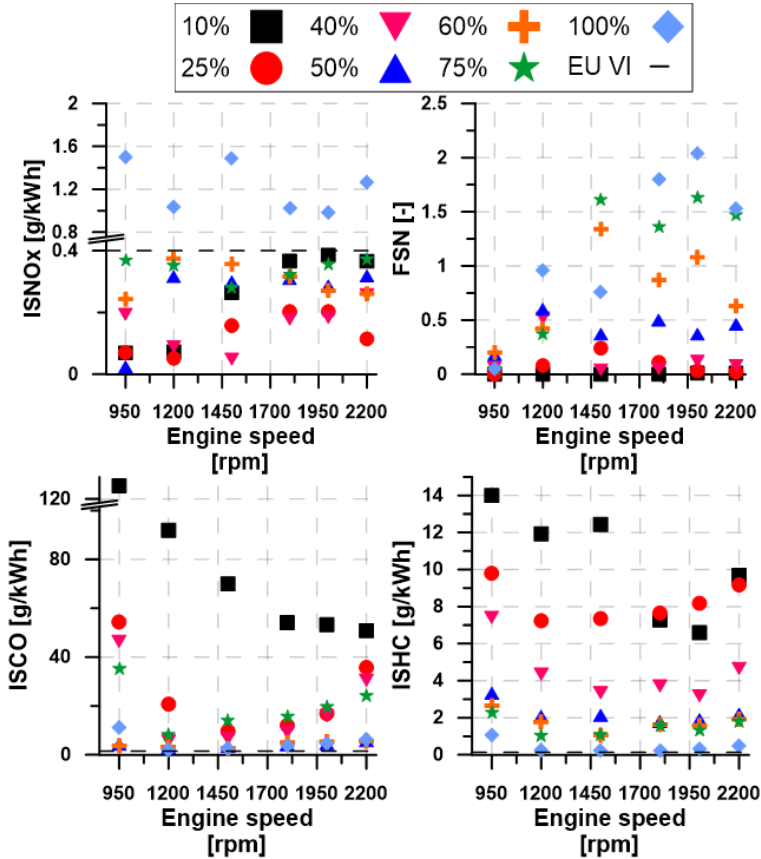 10% 40% 60% 100%
25% 50% 75% EU VI
ISNOx [g/kWh]
2
1.6
1.2
0.8
0.4
0
950 1200 1450 1700 1950 2200
Engine speed
[rpm]
FSN [-]
2.5
2
1.5
1
0.5
0
950 1200 1450 1700 1950 2200
Engine speed
[rpm]
ISCO [g/kWh]
120
80
40
0
950 1200 1450 1700 1950 2200
Engine speed
[rpm]
ISHC [g/kWh]
14
12
10
8
6
4
2
0
950 1200 1450 1700 1950 2200
Engine speed
[rpm]